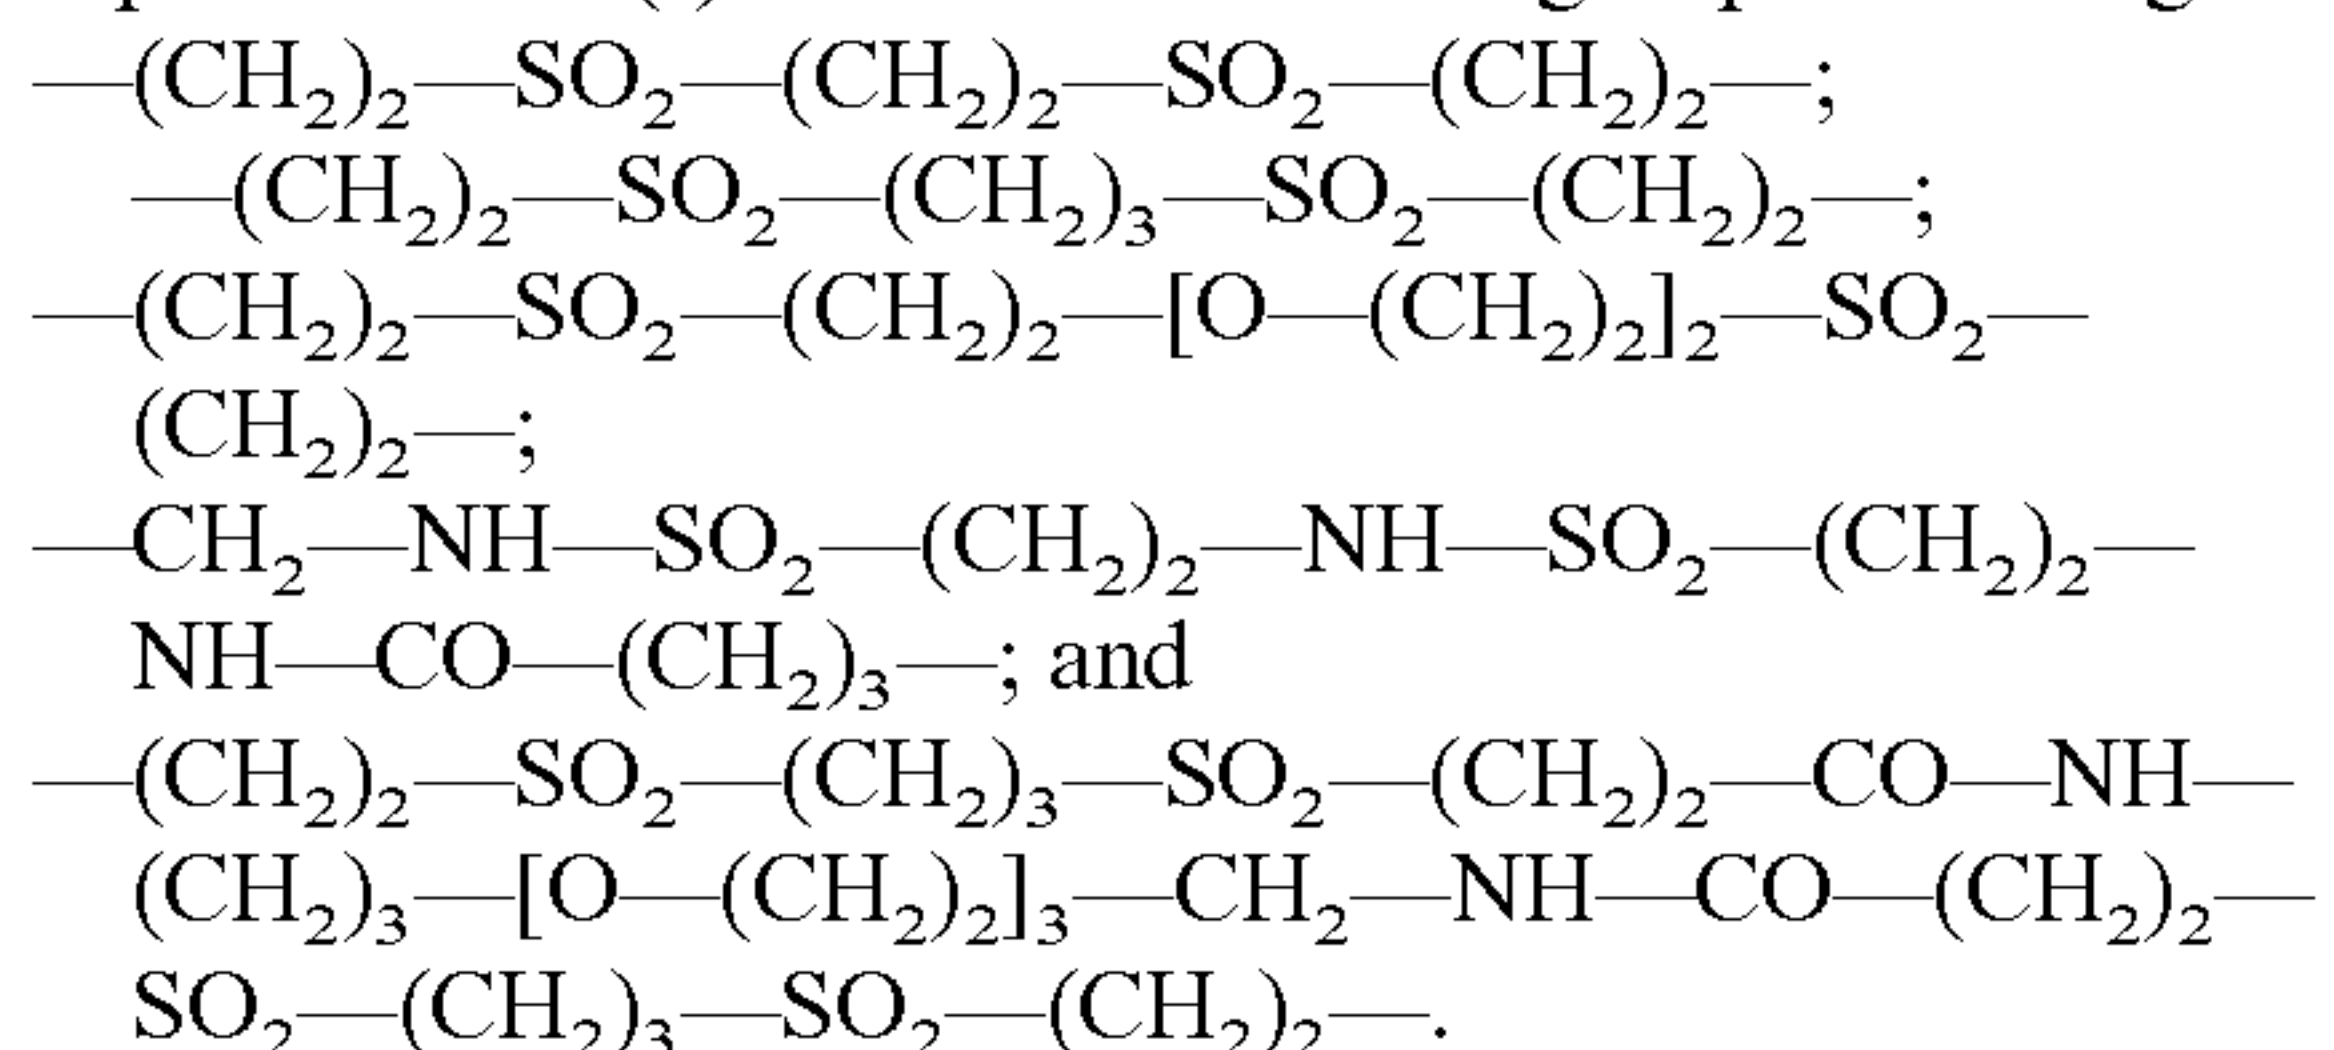 —(CH₂)₂—SO₂—(CH₂)₂—SO₂—(CH₂)₂—;
—(CH₂)₂—SO₂—(CH₂)₃—SO₂—(CH₂)₂—;
—(CH₂)₂—SO₂—(CH₂)₂—[O—(CH₂)₂]₂—SO₂—
(CH₂)₂—;
—CH₂—NH—SO₂—(CH₂)₂—NH—SO₂—(CH₂)₂—
NH—CO—(CH₂)₃—; and
—(CH₂)₂—SO₂—(CH₂)₃—SO₂—(CH₂)₂—CO—NH—
(CH₂)₃—[O—(CH₂)₂]₃—CH₂—NH—CO—(CH₂)₂—
SO₂—(CH₂)₃—SO₂—(CH₂)₂—.